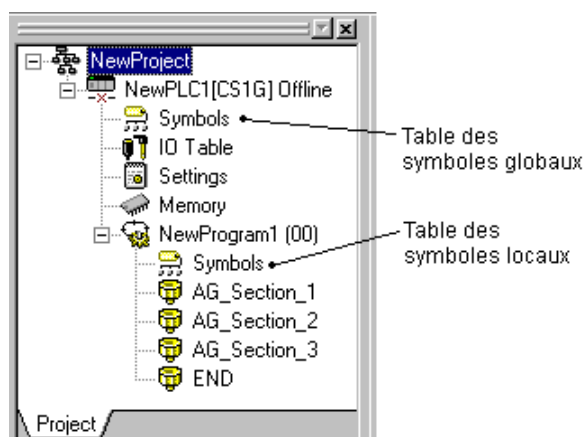 NewProject
NewPLC1[CS1G] Offline
Symbols
IO Table
Settings
Memory
NewProgram1 (00)
Symbols
AG_Section_1
AG_Section_2
AG_Section_3
END
Project
Table des
symboles globaux
Table des
symboles locaux